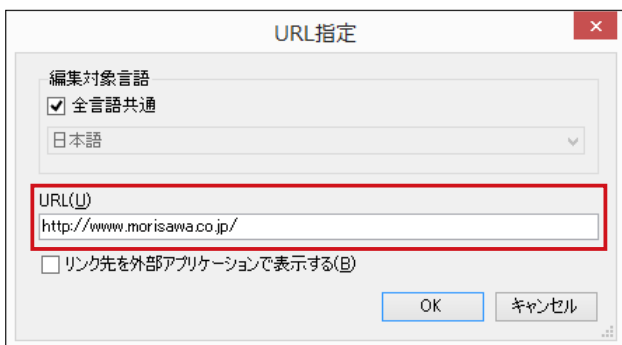 URL指定
編集対象言語
全言語共通
日本語
URL(U)
http://www.morisawa.co.jp/
リンク先を外部アプリケーションで表示する(B)
OK キャンセル